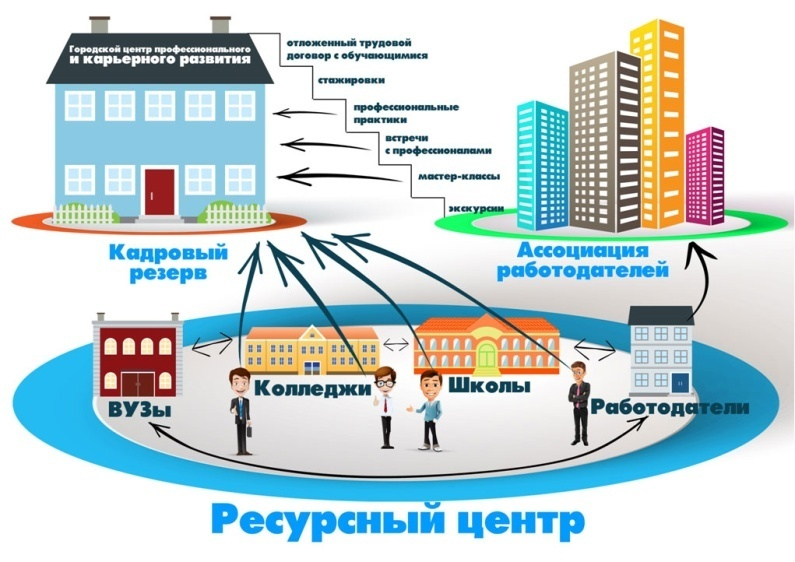 Городской центр профессионального
и карьерного развития
отложенный трудовой
договор с обучающимися
стажировки
профессиональные
практики
встречи
с профессионалами
мастер-классы
экскурсии
Кадровый
резерв
Ассоциация
работодателей
ВУЗы
Колледжи
Школы
Работодатели
Ресурсный центр